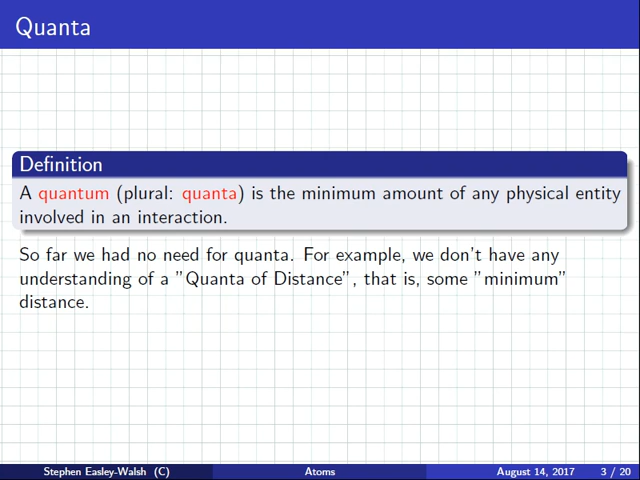 Quanta
Definition
A quantum (plural: quanta) is the minimum amount of any physical entity
involved in an interaction.
So far we had no need for quanta. For example, we don't have any
understanding of a "Quanta of Distance", that is, some "minimum"
distance.
Stephen Easley-Walsh (C) Atoms August 14, 2017 3 / 20